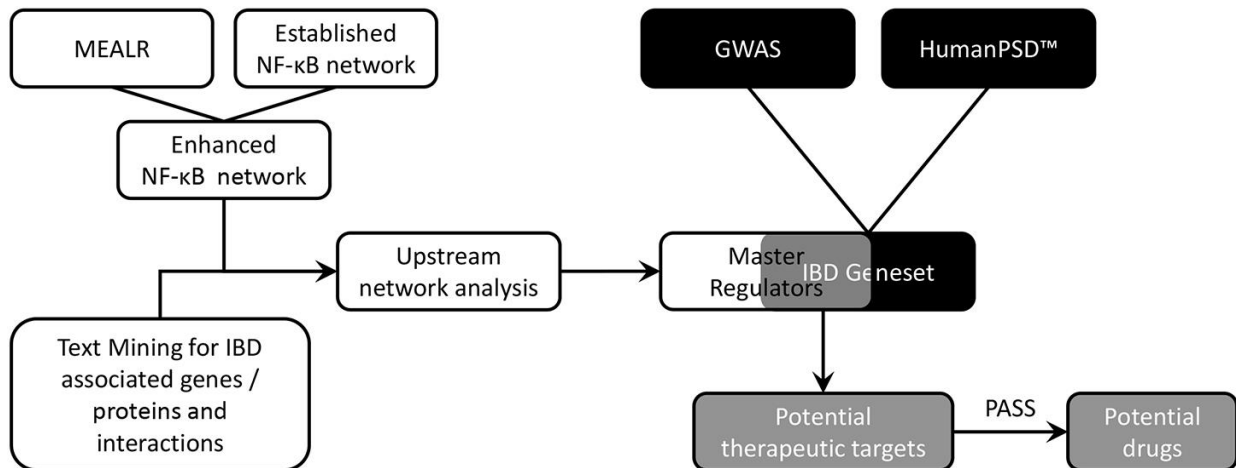 MEALR
Established
NF-κB network
GWAS
HumanPSD™
Enhanced
NF-κB network
Upstream
network analysis
Master
Regulators
IBD Geneset
Text Mining for IBD
associated genes /
proteins and
interactions
Potential
therapeutic targets
PASS
Potential
drugs